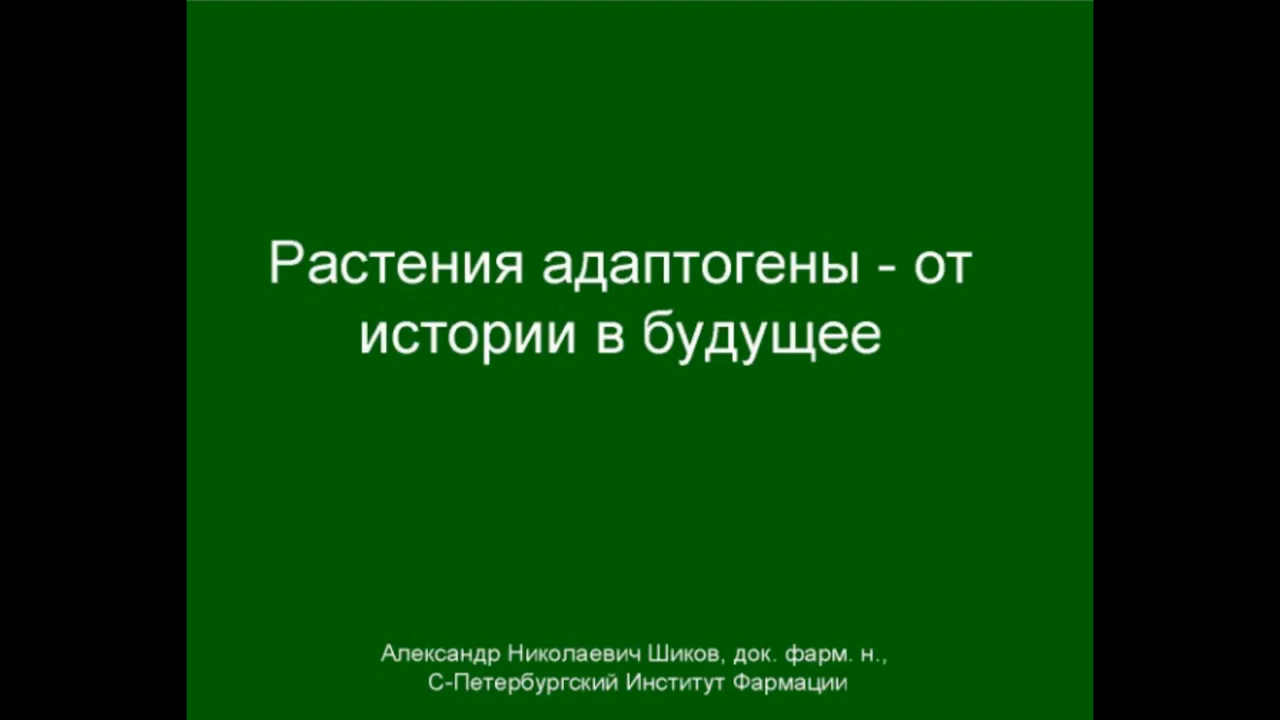 Растения адаптогены - от
истории в будущее
Александр Николаевич Шиков, док. фарм. н.,
С-Петербургский Институт Фармации